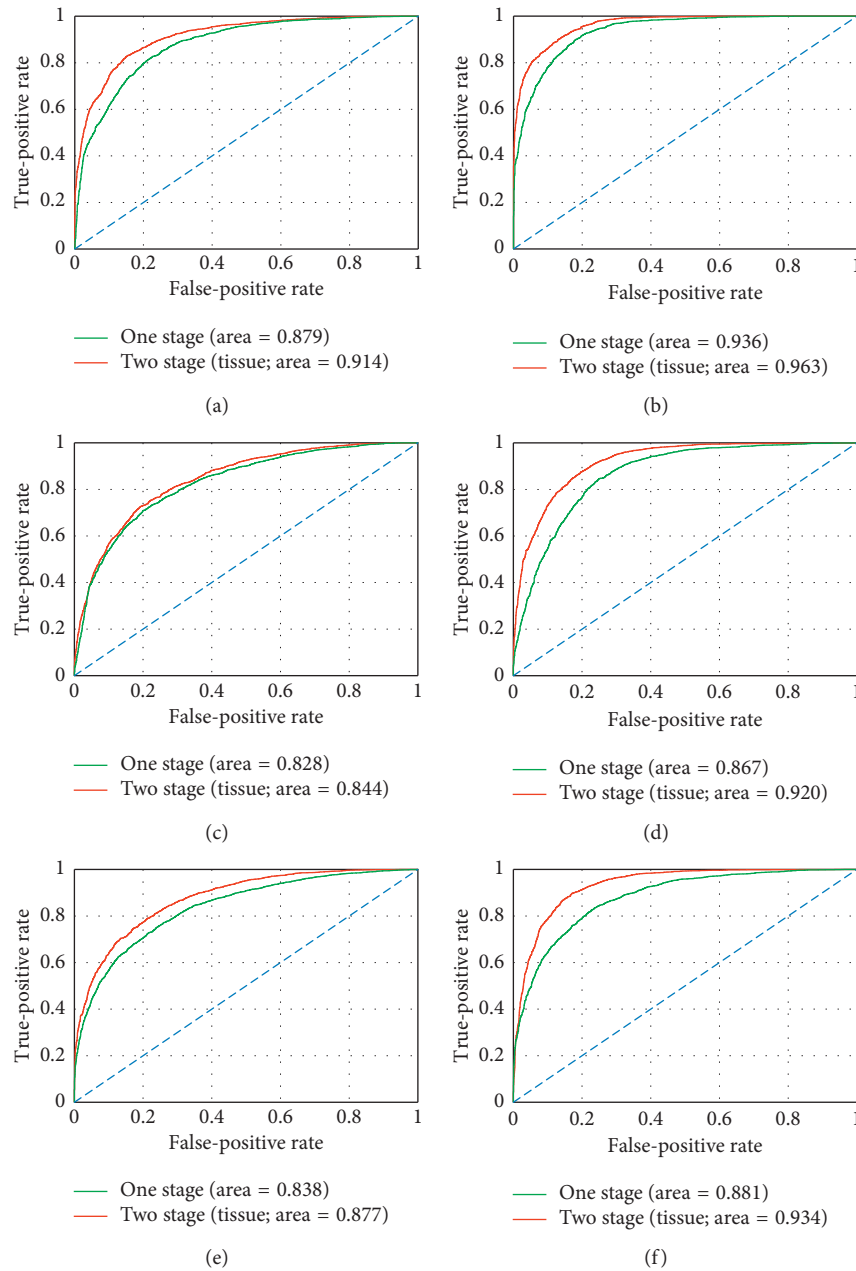 1
0.8
0.6
0.4
0.2
0
True-positive rate
0 0.2 0.4 0.6 0.8 1
False-positive rate
One stage (area = 0.879)
Two stage (tissue; area = 0.914)
(a)
1
0.8
0.6
0.4
0.2
0
True-positive rate
0 0.2 0.4 0.6 0.8 1
False-positive rate
One stage (area = 0.936)
Two stage (tissue; area = 0.963)
(b)
1
0.8
0.6
0.4
0.2
0
True-positive rate
0 0.2 0.4 0.6 0.8 1
False-positive rate
One stage (area = 0.828)
Two stage (tissue; area = 0.844)
(c)
1
0.8
0.6
0.4
0.2
0
True-positive rate
0 0.2 0.4 0.6 0.8 1
False-positive rate
One stage (area = 0.867)
Two stage (tissue; area = 0.920)
(d)
1
0.8
0.6
0.4
0.2
0
True-positive rate
0 0.2 0.4 0.6 0.8 1
False-positive rate
One stage (area = 0.838)
Two stage (tissue; area = 0.877)
(e)
1
0.8
0.6
0.4
0.2
0
True-positive rate
0 0.2 0.4 0.6 0.8 1
False-positive rate
One stage (area = 0.881)
Two stage (tissue; area = 0.934)
(f)